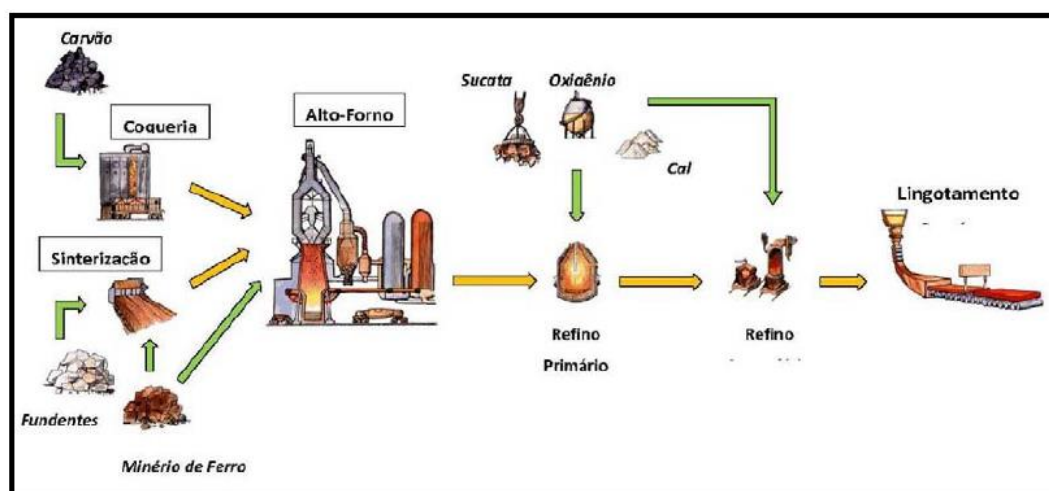 Carvão
Coqueria
Sinterização
Fundentes
Minério de Ferro
Alto-Forno
Sucata
Oxigênio
Cal
Refino
Primário
Refino
Lingotamento